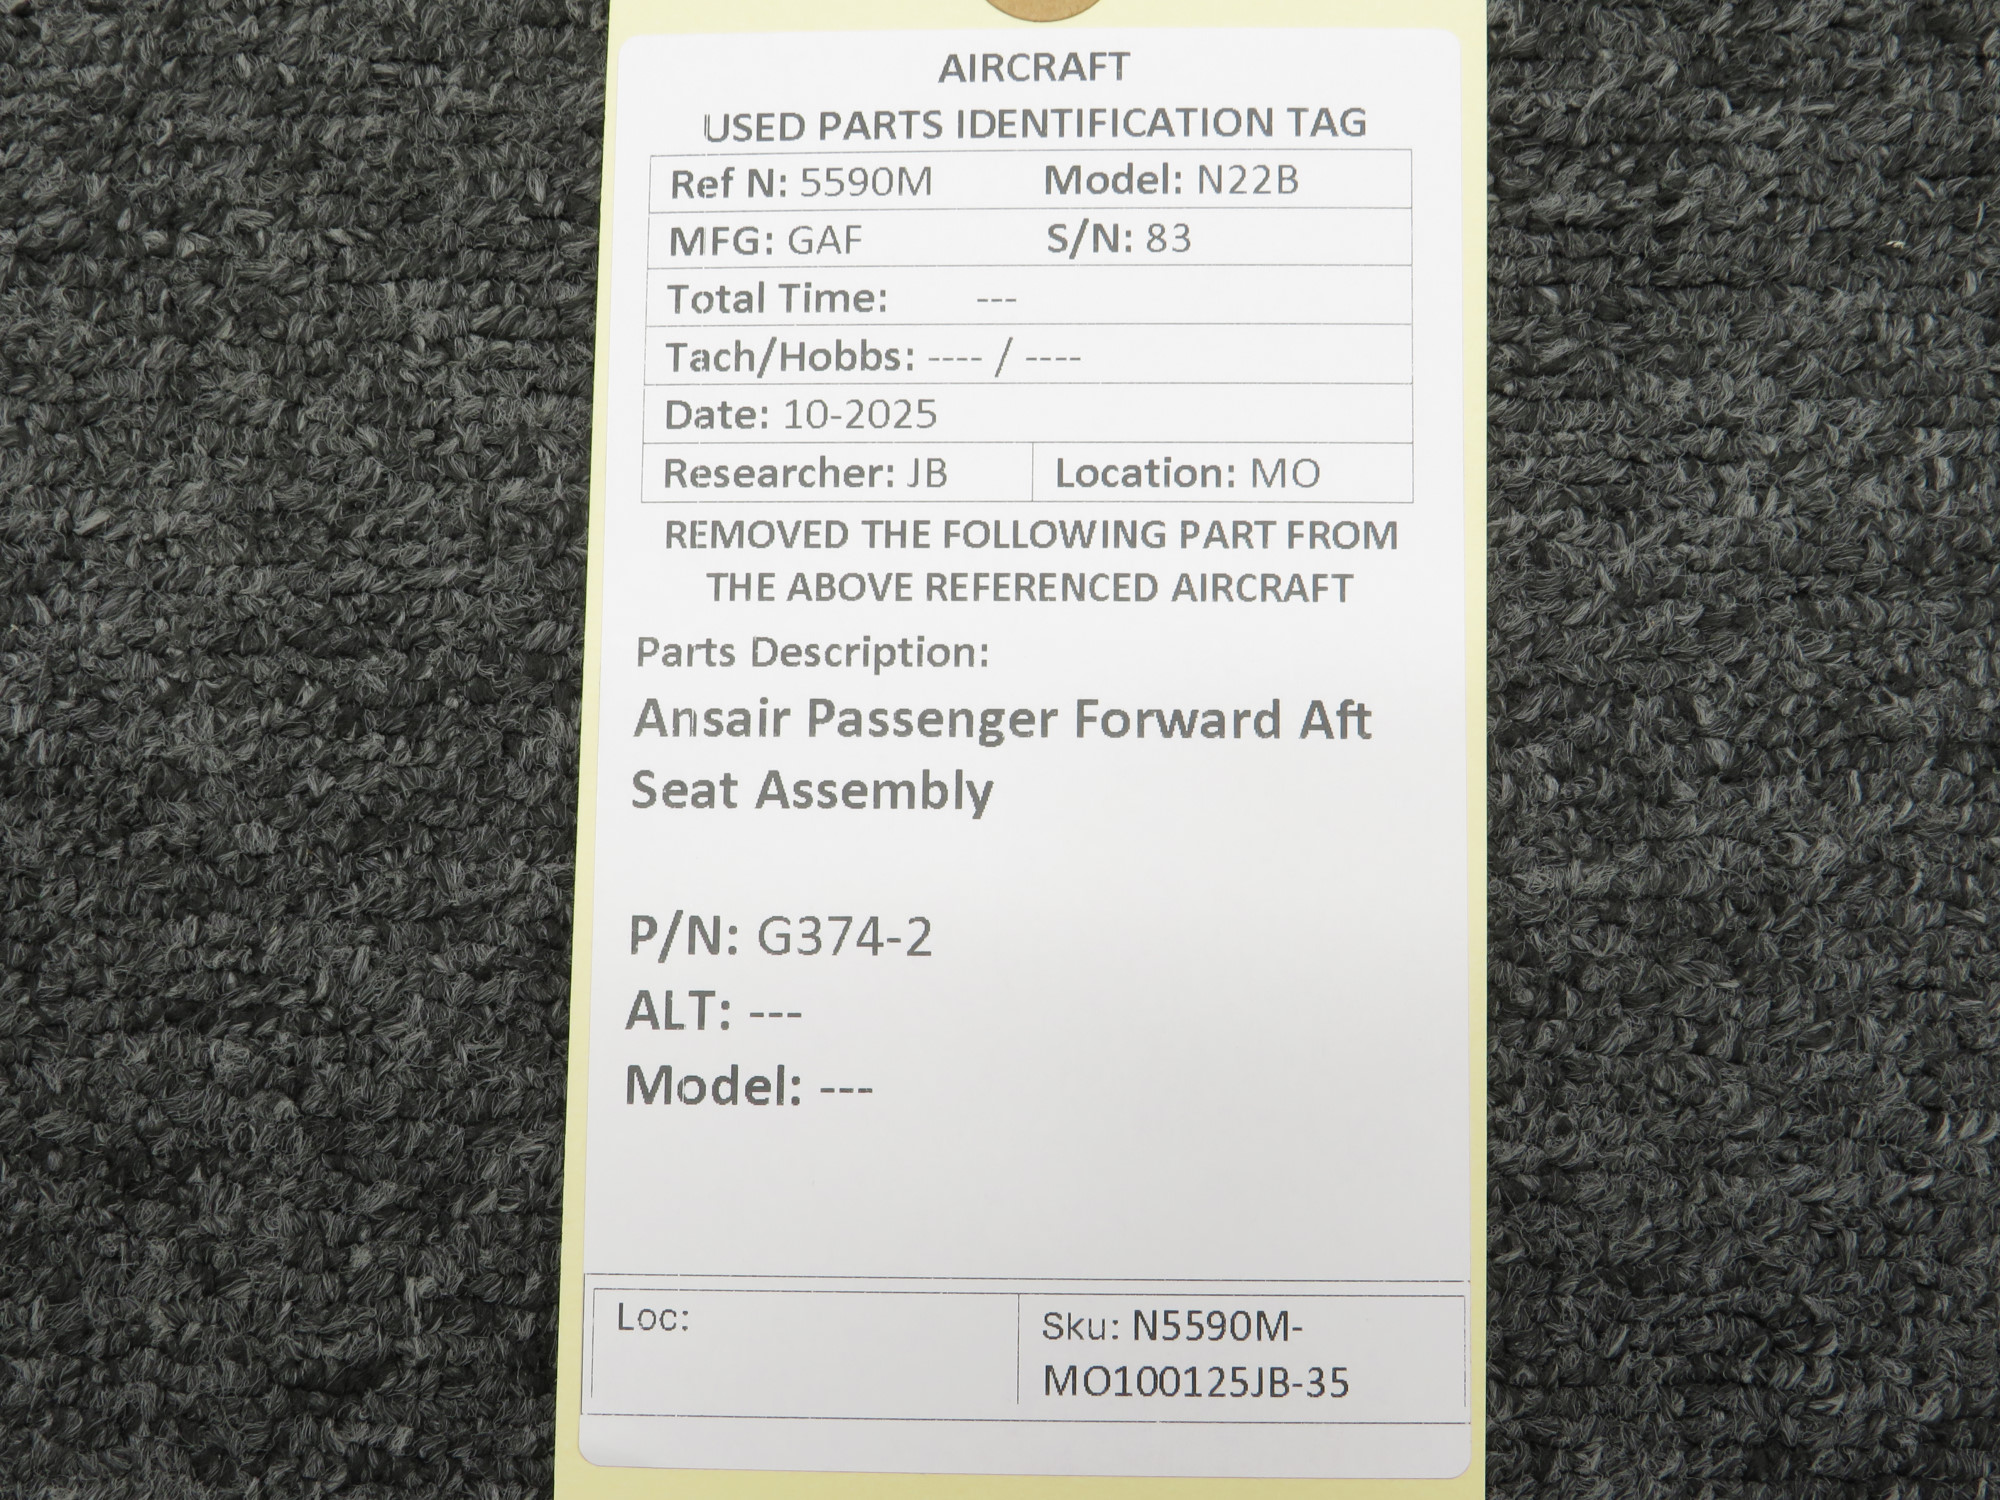 AIRCRAFT
USED PARTS IDENTIFICATION TAG
Ref N: 5590M Model: N22B
MFG: GAF S/N: 83
Total Time: ---
Tach/Hobbs: ---- / ----
Date: 10-2025
Researcher: JB Location: MO
REMOVED THE FOLLOWING PART FROM
THE ABOVE REFERENCED AIRCRAFT
Parts Description:
Ansair Passenger Forward Aft
Seat Assembly
P/N: G374-2
ALT: ---
Model: ---
Loc:
Sku: N5590M-
MO100125JB-35